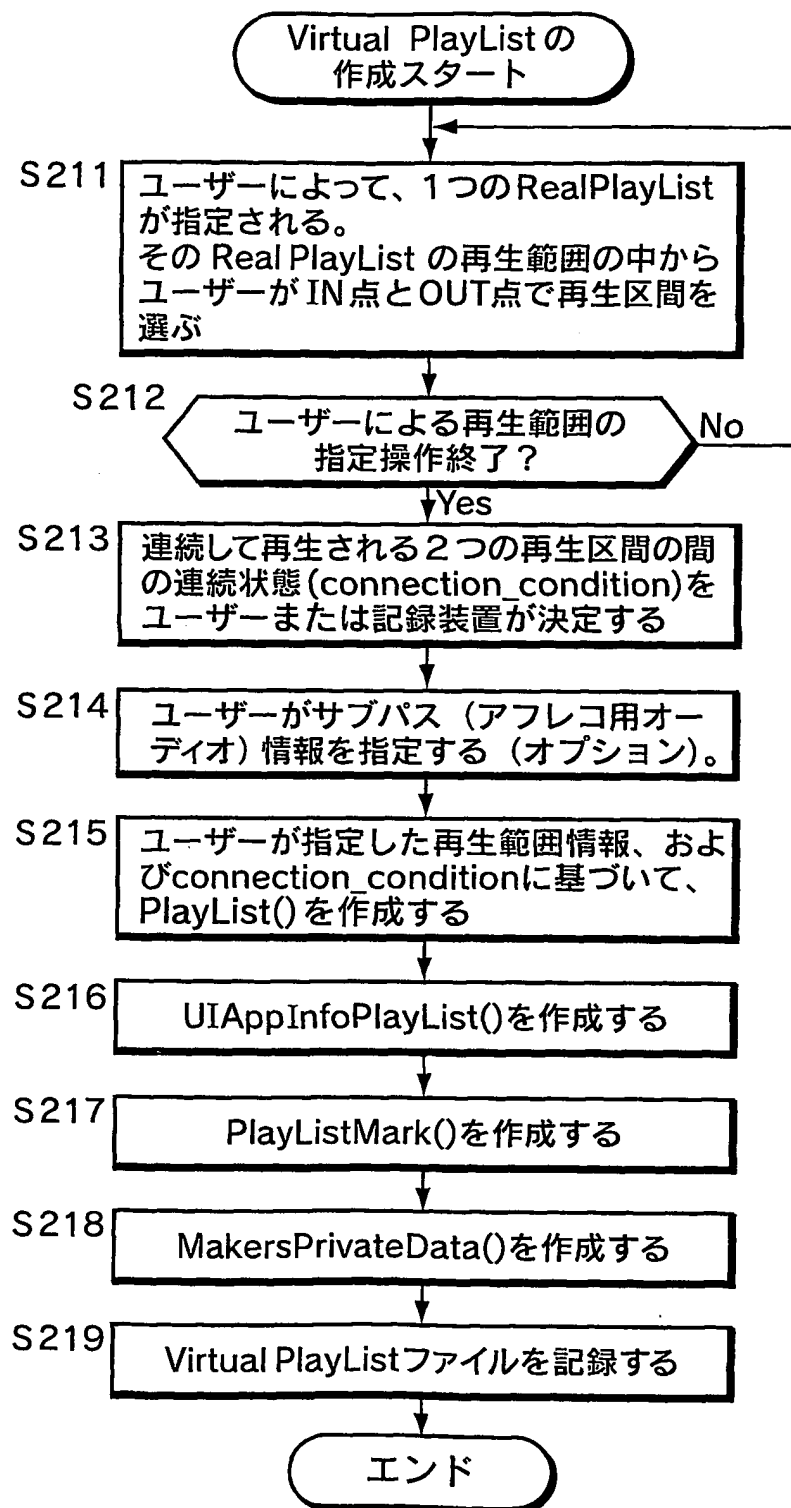 Virtual PlayListの
作成スタート
S211
ユーザーによって、1つのRealPlayList
が指定される。
その Real PlayList の再生範囲の中から
ユーザーが IN点とOUT点で再生区間を
選ぶ
S212
ユーザーによる再生範囲の
指定操作終了？
No
Yes
S213
連続して再生される2つの再生区間の間
の連続状態(connection_condition)を
ユーザーまたは記録装置が決定する
S214
ユーザーがサブパス（アフレコ用オー
ディオ）情報を指定する（オプション）。
S215
ユーザーが指定した再生範囲情報、およ
びconnection_conditionに基づいて、
PlayList()を作成する
S216
UIAppInfoPlayList()を作成する
S217
PlayListMark()を作成する
S218
MakersPrivateData()を作成する
S219
Virtual PlayListファイルを記録する
エンド